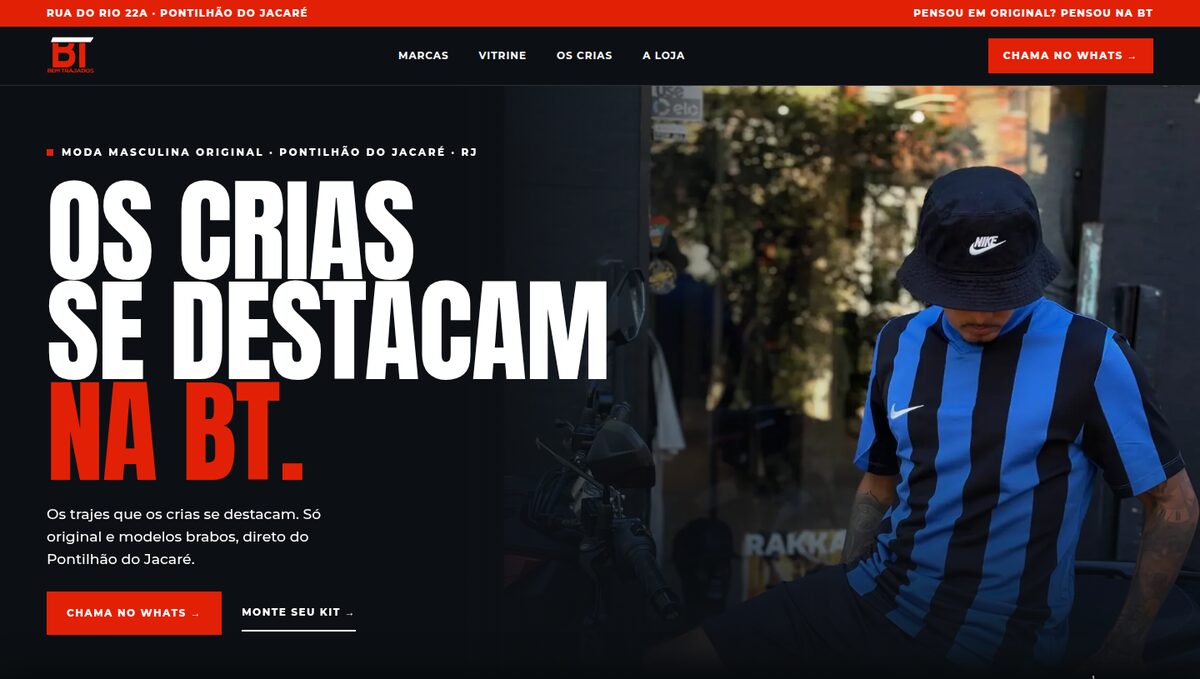 RUA DO RIO 22A · PONTILHÃO DO JACARÉ
PENSOU EM ORIGINAL? PENSOU NA BT
BT
BEM TRAJADOS
MARCAS
VITRINE
OS CRIAS
A LOJA
CHAMA NO WHATS →
use
elo
MODA MASCULINA ORIGINAL · PONTILHÃO DO JACARÉ · RJ
OS CRIAS
SE DESTACAM
NA BT.
NIKE
RAKKA
Os trajes que os crias se destacam. Só
original e modelos brabos, direto do
Pontilhão do Jacaré.
CHAMA NO WHATS →
MONTE SEU KIT →